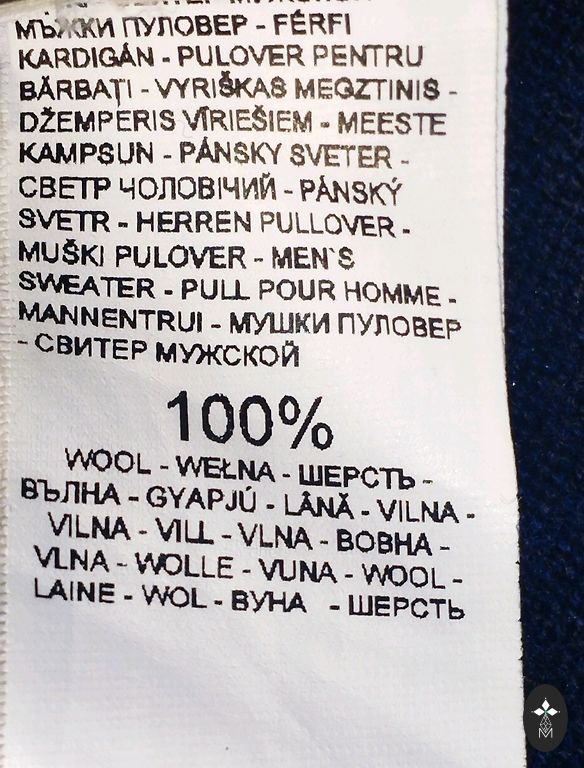 МЪЖКИ ПУЛОВЕР - FÉRFI
KARDIGÁN - PULOVER PENTRU
BĂRBAȚI - VYRIŠKAS MEGZTINIS -
DŽEMPERIS VĪRIEŠIEM - MEESTE
KAMPSUN - PÁNSKY SVETER -
СВЕТР ЧОЛОВІЧИЙ - PÁNSKÝ
SVETR - HERREN PULLOVER -
MUŠKI PULOVER - MEN`S
SWEATER - PULL POUR HOMME -
MANNENTRUI - МУШКИ ПУЛОВЕР
- СВИТЕР МУЖСКОЙ
100%
WOOL - WEŁNA - ШЕРСТЬ -
ВЪЛНА - GYAPJÚ - LÂNĂ - VILNA -
VILNA - VILL - VLNA - ВОВНА -
VLNA - WOLLE - VUNA - WOOL -
LAINE - WOL - ВУНА - ШЕРСТЬ
M